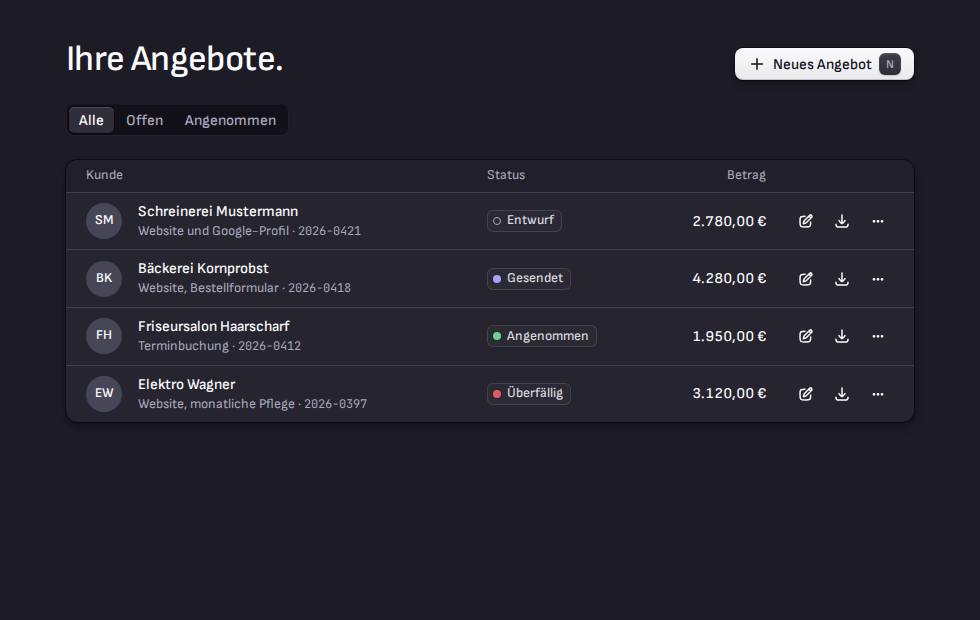 Ihre Angebote.
Neues Angebot N
Alle Offen Angenommen
Kunde Status Betrag
SM Schreinerei Mustermann Entwurf 2.780,00 €
Website und Google-Profil · 2026-0421
BK Bäckerei Kornprobst Gesendet 4.280,00 €
Website, Bestellformular · 2026-0418
FH Friseursalon Haarscharf Angenommen 1.950,00 €
Terminbuchung · 2026-0412
EW Elektro Wagner Überfällig 3.120,00 €
Website, monatliche Pflege · 2026-0397